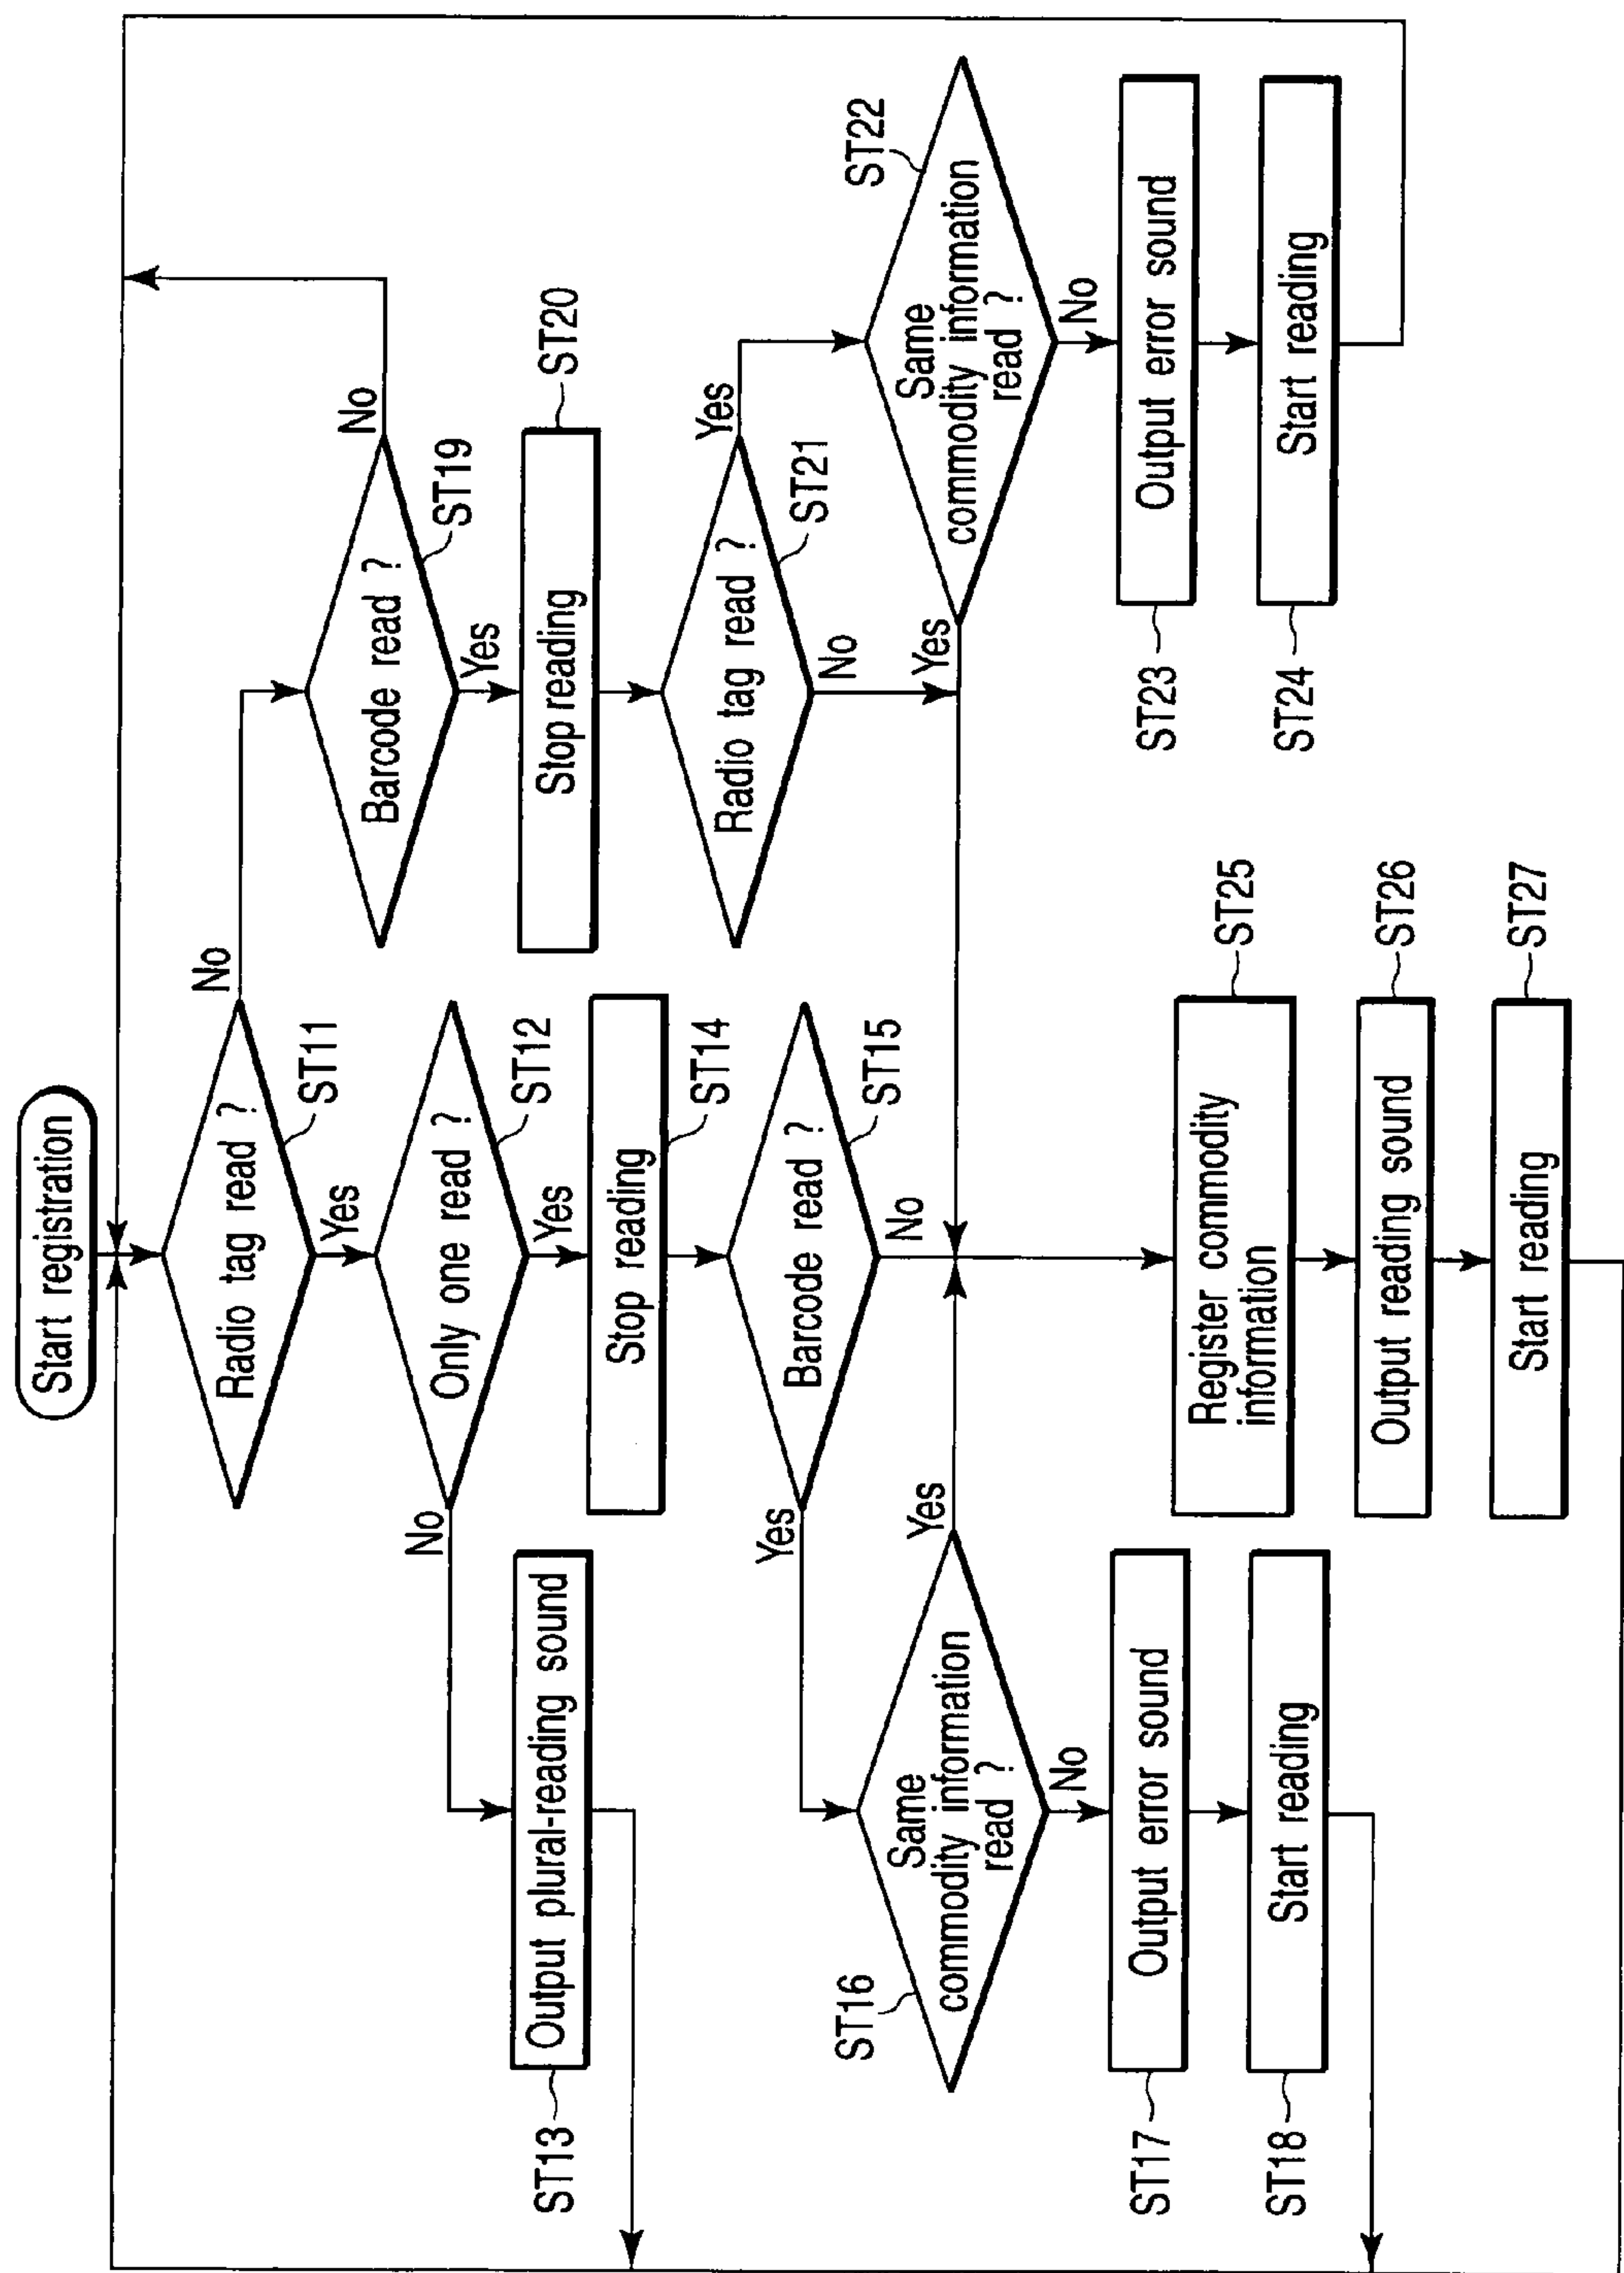 Start registration
Radio tag read ?
ST11
Yes
No
Only one read ?
ST12
Yes
No
Output plural-reading sound
ST13
Stop reading
ST14
Barcode read ?
ST15
Yes
No
Same
commodity information
read ?
ST16
Yes
No
Output error sound
ST17
Start reading
ST18
Barcode read ?
ST19
No
Yes
Stop reading
ST20
Radio tag read ?
ST21
Yes
No
Same
commodity information
read ?
ST22
Yes
No
Output error sound
ST23
Start reading
ST24
Register commodity
information
ST25
Output reading sound
ST26
Start reading
ST27